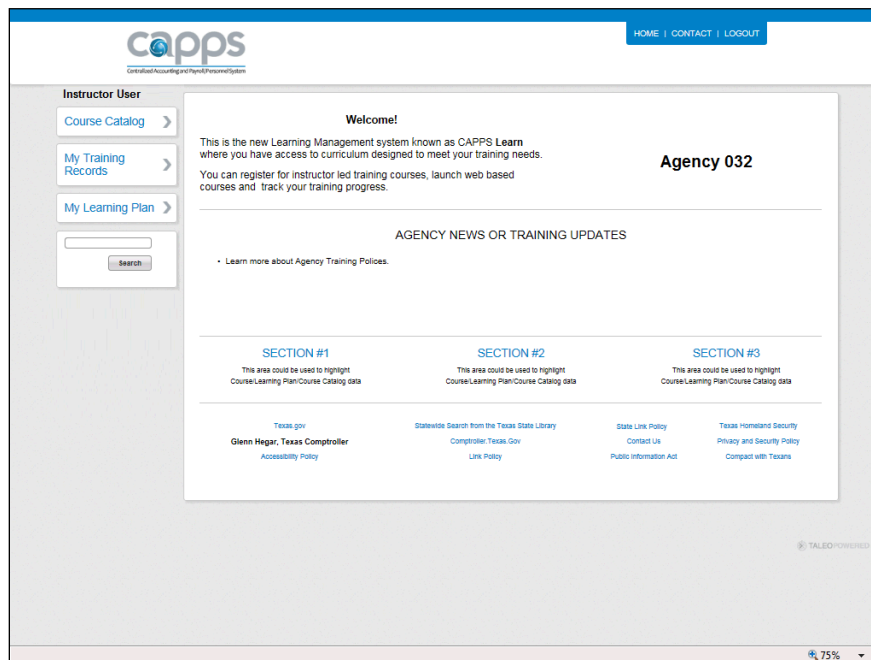 HOME | CONTACT | LOGOUT
capps
Centralized Accounting and Payroll/Personnel System
Instructor User
Course Catalog
My Training
Records
My Learning Plan
Search
Welcome!
This is the new Learning Management system known as CAPPS Learn
where you have access to curriculum designed to meet your training needs.
You can register for instructor led training courses, launch web based
courses and track your training progress.
Agency 032
AGENCY NEWS OR TRAINING UPDATES
• Learn more about Agency Training Polices.
SECTION #1
This area could be used to highlight
Course/Learning Plan/Course Catalog data
SECTION #2
This area could be used to highlight
Course/Learning Plan/Course Catalog data
SECTION #3
This area could be used to highlight
Course/Learning Plan/Course Catalog data
Texas.gov
Glenn Hegar, Texas Comptroller
Accessibility Policy
Statewide Search from the Texas State Library
Comptroller.Texas.Gov
Link Policy
State Link Policy
Contact Us
Public Information Act
Texas Homeland Security
Privacy and Security Policy
Compact with Texans
TALEO POWERED
75%